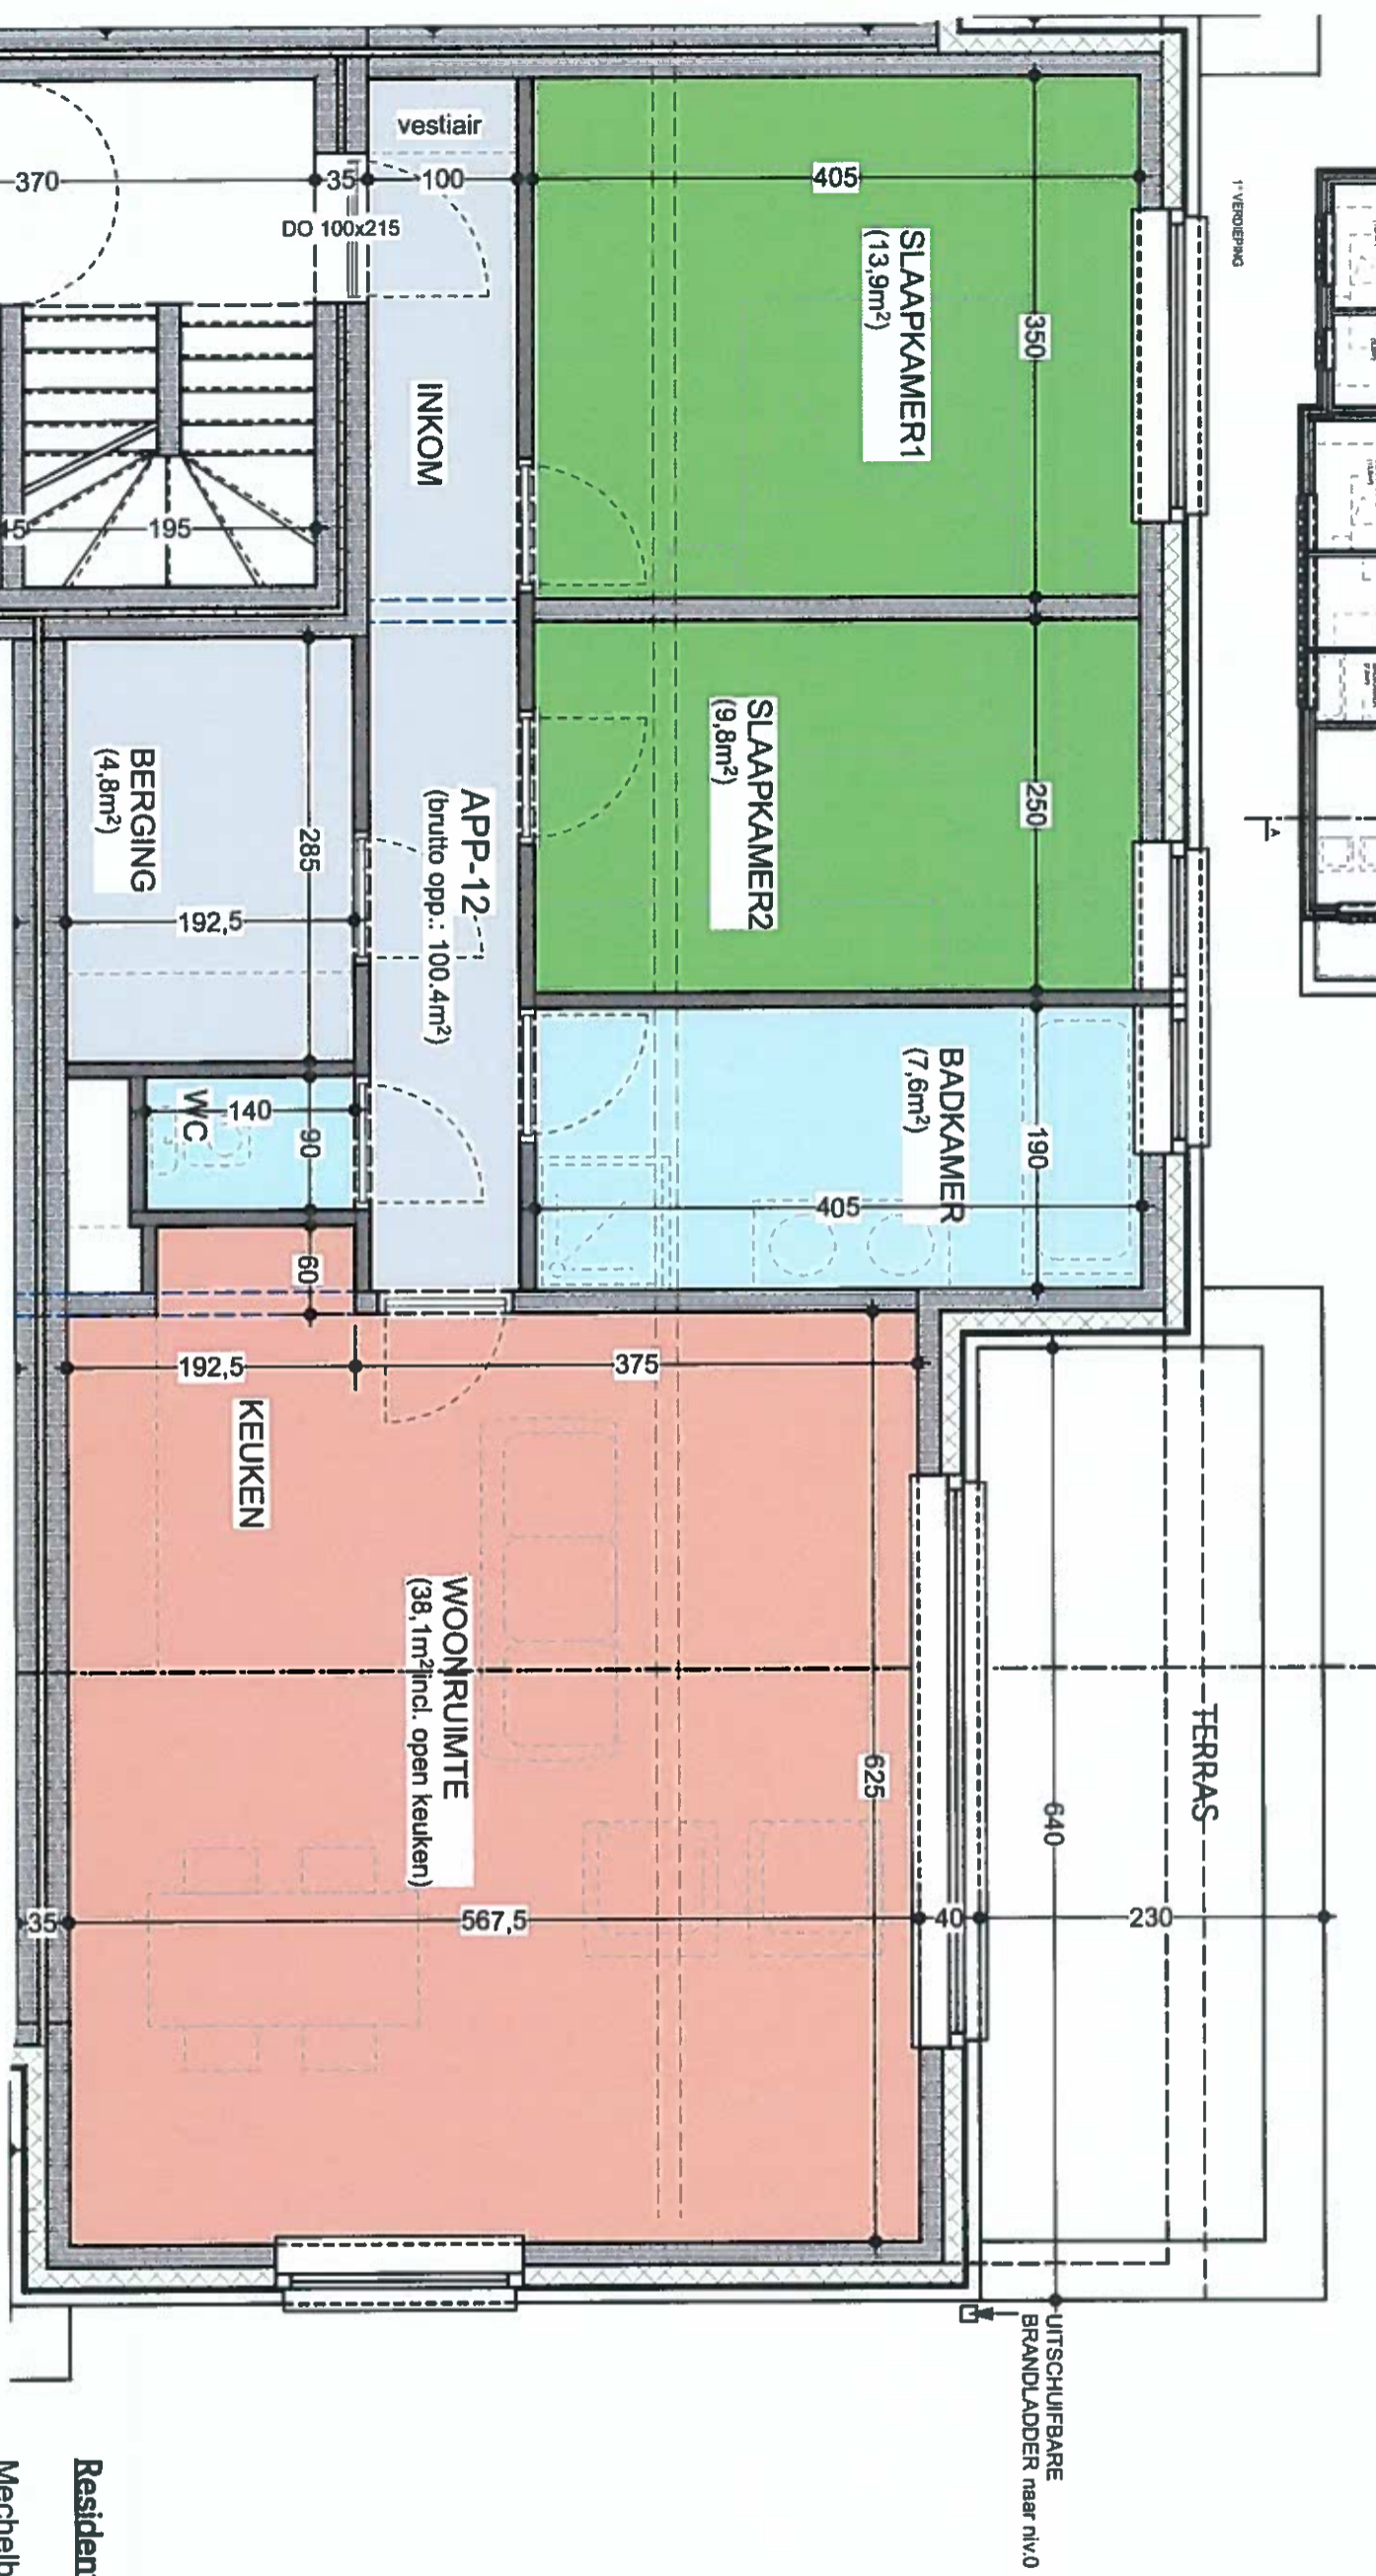 1° VERDIEPING
A
vestiair
370
35
100
405
DO 100x215
SLAAPKAMER1
(13,9m²)
350
INKOM
195
15
SLAAPKAMER2
(9,8m²)
250
APP-12
(brutto opp.: 100.4m²)
BERGING
(4,8m²)
285
192,5
BADKAMER
(7,6m²)
190
405
WC
140
90
60
192,5
375
KEUKEN
WOONRUIMTE
(38,1m² incl. open keuken)
625
TERRAS
640
35
567,5
40
230
UITSCHUIFBARE
BRANDLADDER naar niv.0